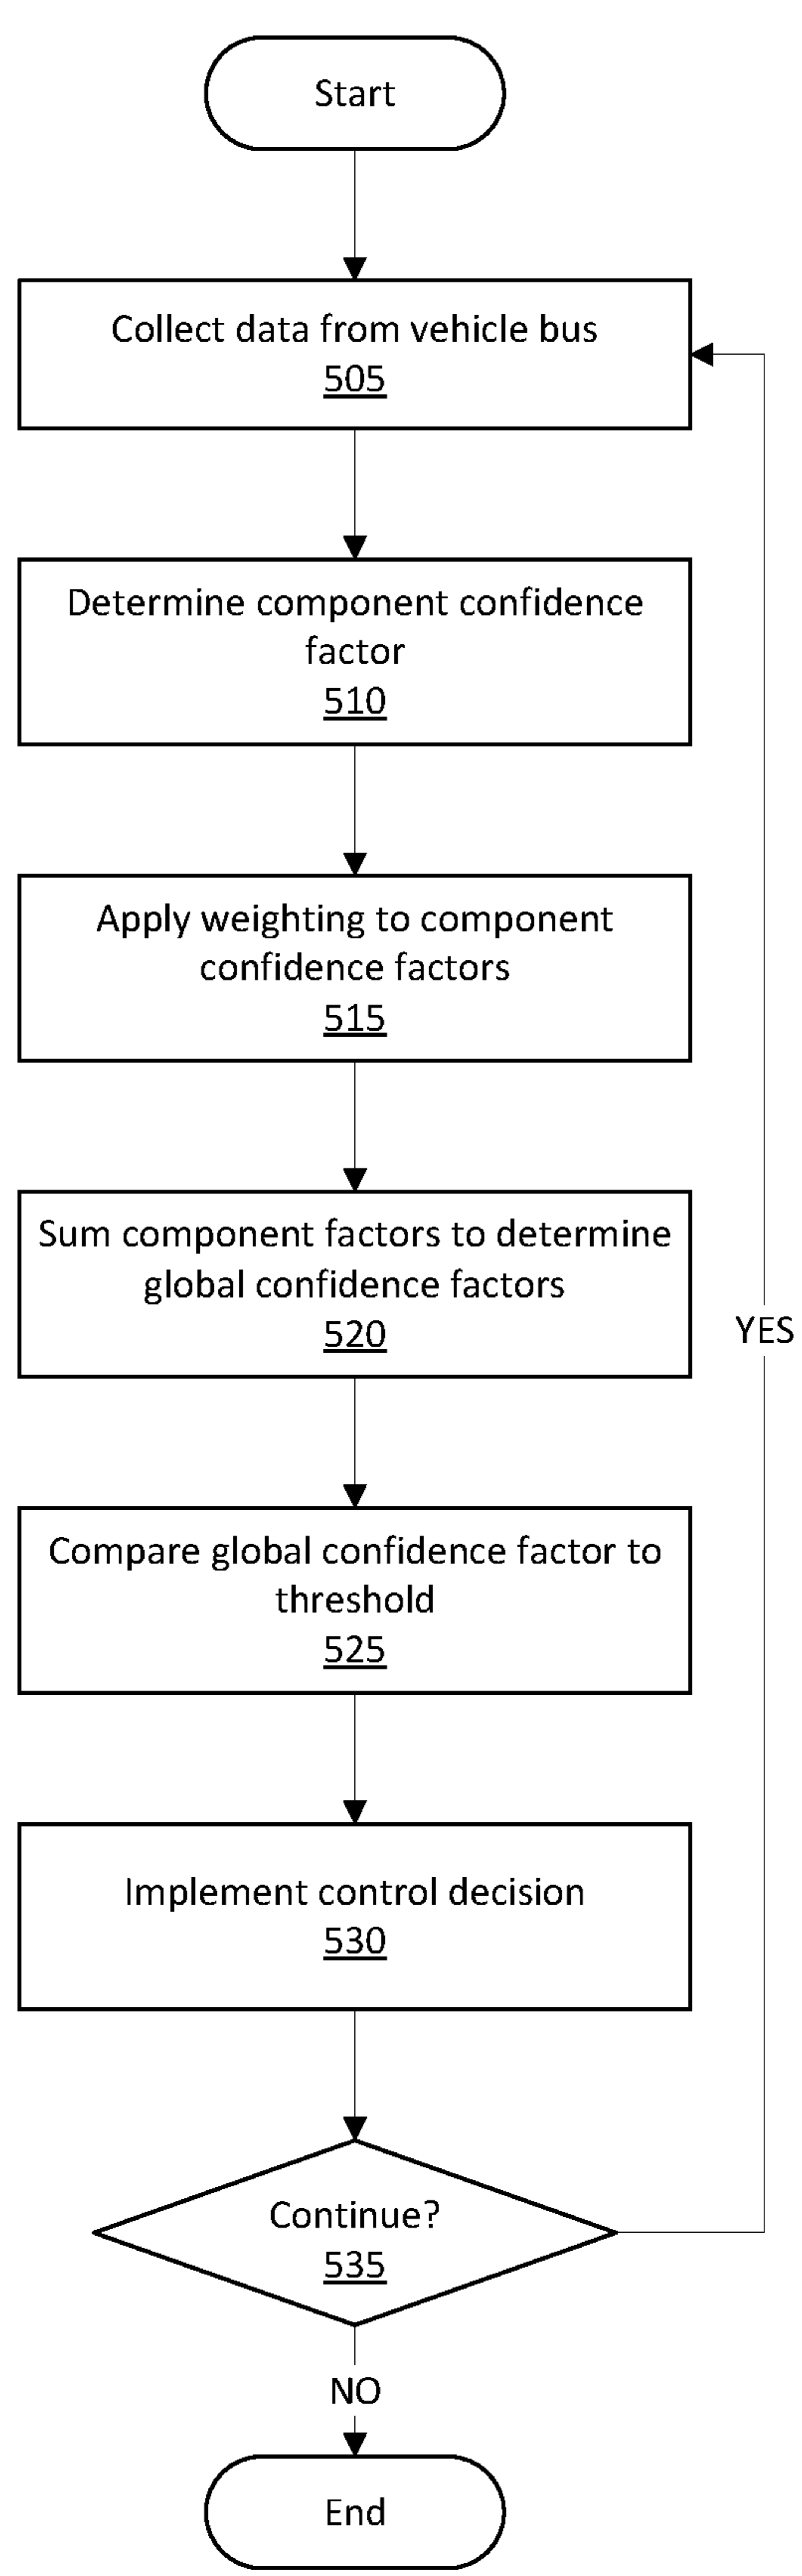 Start
Collect data from vehicle bus
505
Determine component confidence
factor
510
Apply weighting to component
confidence factors
515
Sum component factors to determine
global confidence factors
520
YES
Compare global confidence factor to
threshold
525
Implement control decision
530
Continue?
535
NO
End